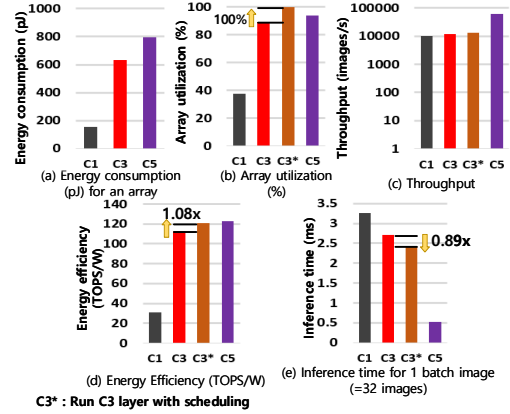 Energy consumption (pJ)
1000
800
600
400
200
0
C1 C3 C5
(a) Energy consumption
(pJ) for an array
Array utilization (%)
100
80
60
40
20
0
100%
C1 C3 C3* C5
(b) Array utilization
(%)
Throughput (images/s)
100000
10000
1000
100
10
1
C1 C3 C3* C5
(c) Throughput
Energy efficiency
(TOPS/W)
140
120
100
80
60
40
20
0
1.08x
C1 C3 C3* C5
(d) Energy Efficiency (TOPS/W)
Inference time (ms)
3.5
3
2.5
2
1.5
1
0.5
0
0.89x
C1 C3 C3* C5
(e) Inference time for 1 batch image
(=32 images)
C3* : Run C3 layer with scheduling